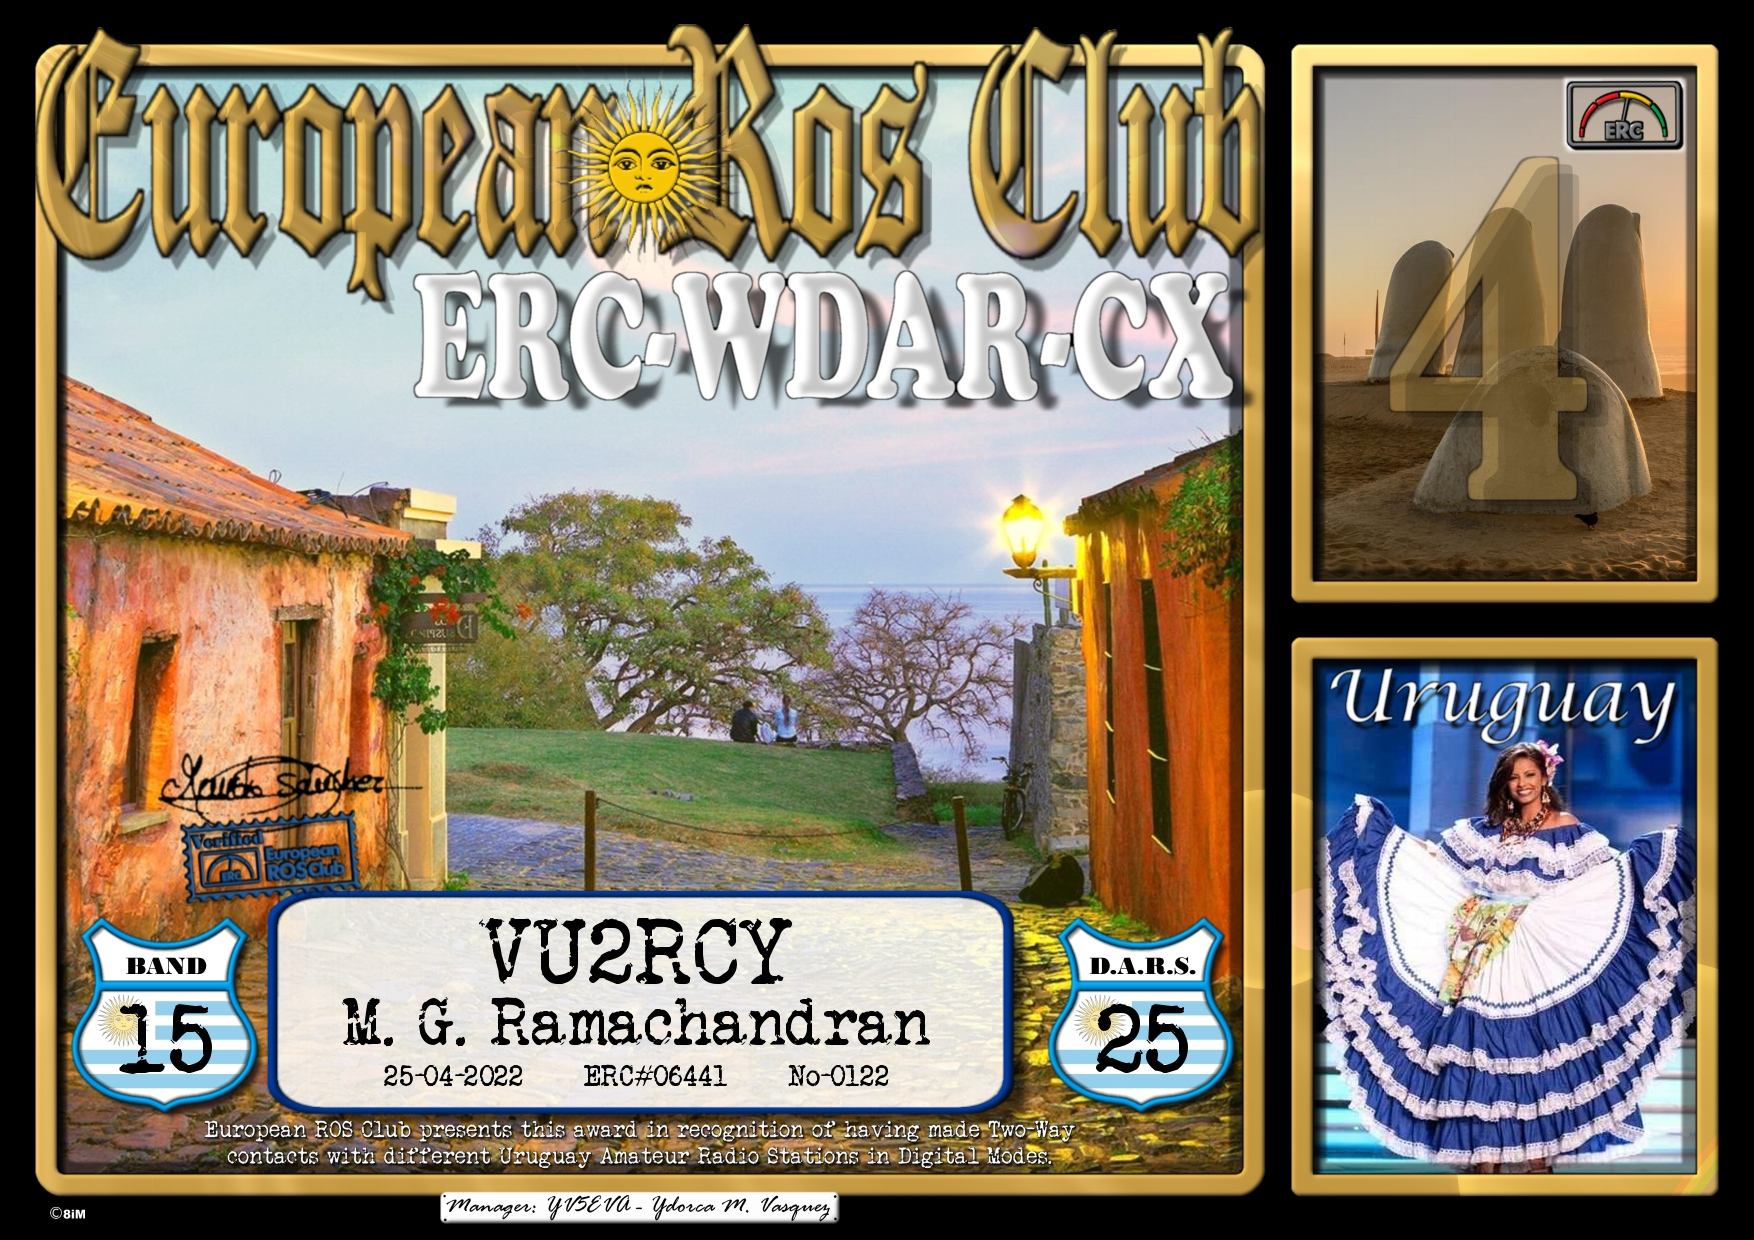 European Ros Club
ERC-WDAR-CX
ERC
4
Uruguay
Verified
ERC
European
ROSClub
BAND
15
VU2RCY
M. G. Ramachandran
25-04-2022 ERC#06441 No-0122
D.A.R.S.
25
European ROS Club presents this award in recognition of having made Two-Way
contacts with different Uruguay Amateur Radio Stations in Digital Modes.
Manager: YV5EVA - Ydorca M. Vasquez
©8iM